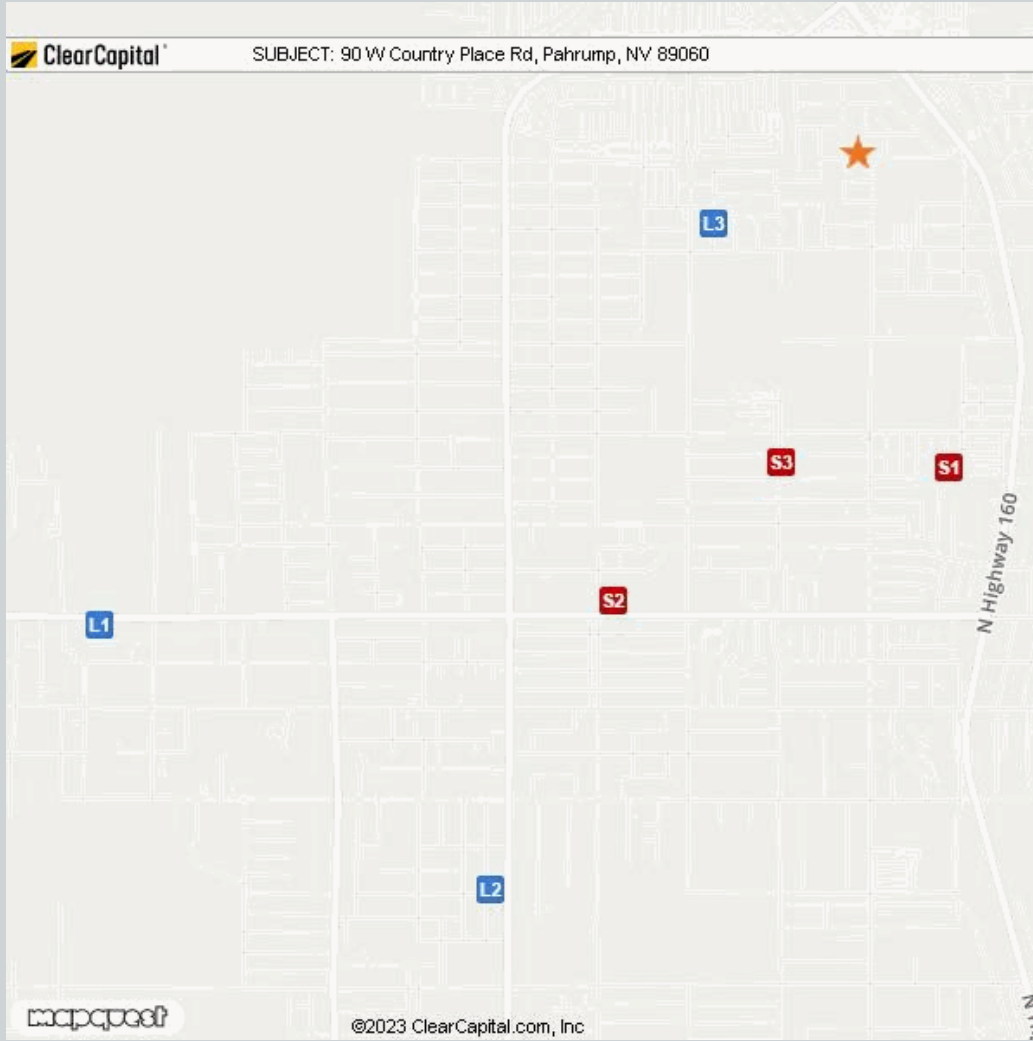 ClearCapital
SUBJECT: 90 W Country Place Rd, Pahrump, NV 89060
L3
S3
S1
N Highway 160
S2
L1
L2
mapquest
©2023 ClearCapital.com, Inc